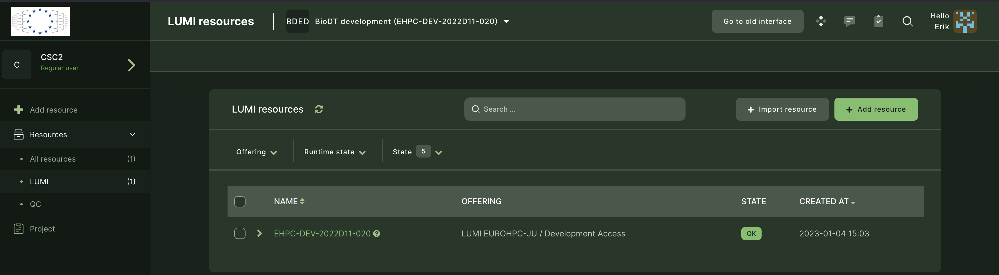 LUMI resources
BDED BioDT development (EHPC-DEV-2022D11-020)
Go to old interface
Hello
Erik
C
CSC2
Regular user
Add resource
Resources
All resources (1)
LUMI (1)
QC
Project
LUMI resources
Search ...
Import resource
Add resource
Offering
Runtime state
State 5
NAME OFFERING STATE CREATED AT
EHPC-DEV-2022D11-020 ? LUMI EUROHPC-JU / Development Access OK 2023-01-04 15:03